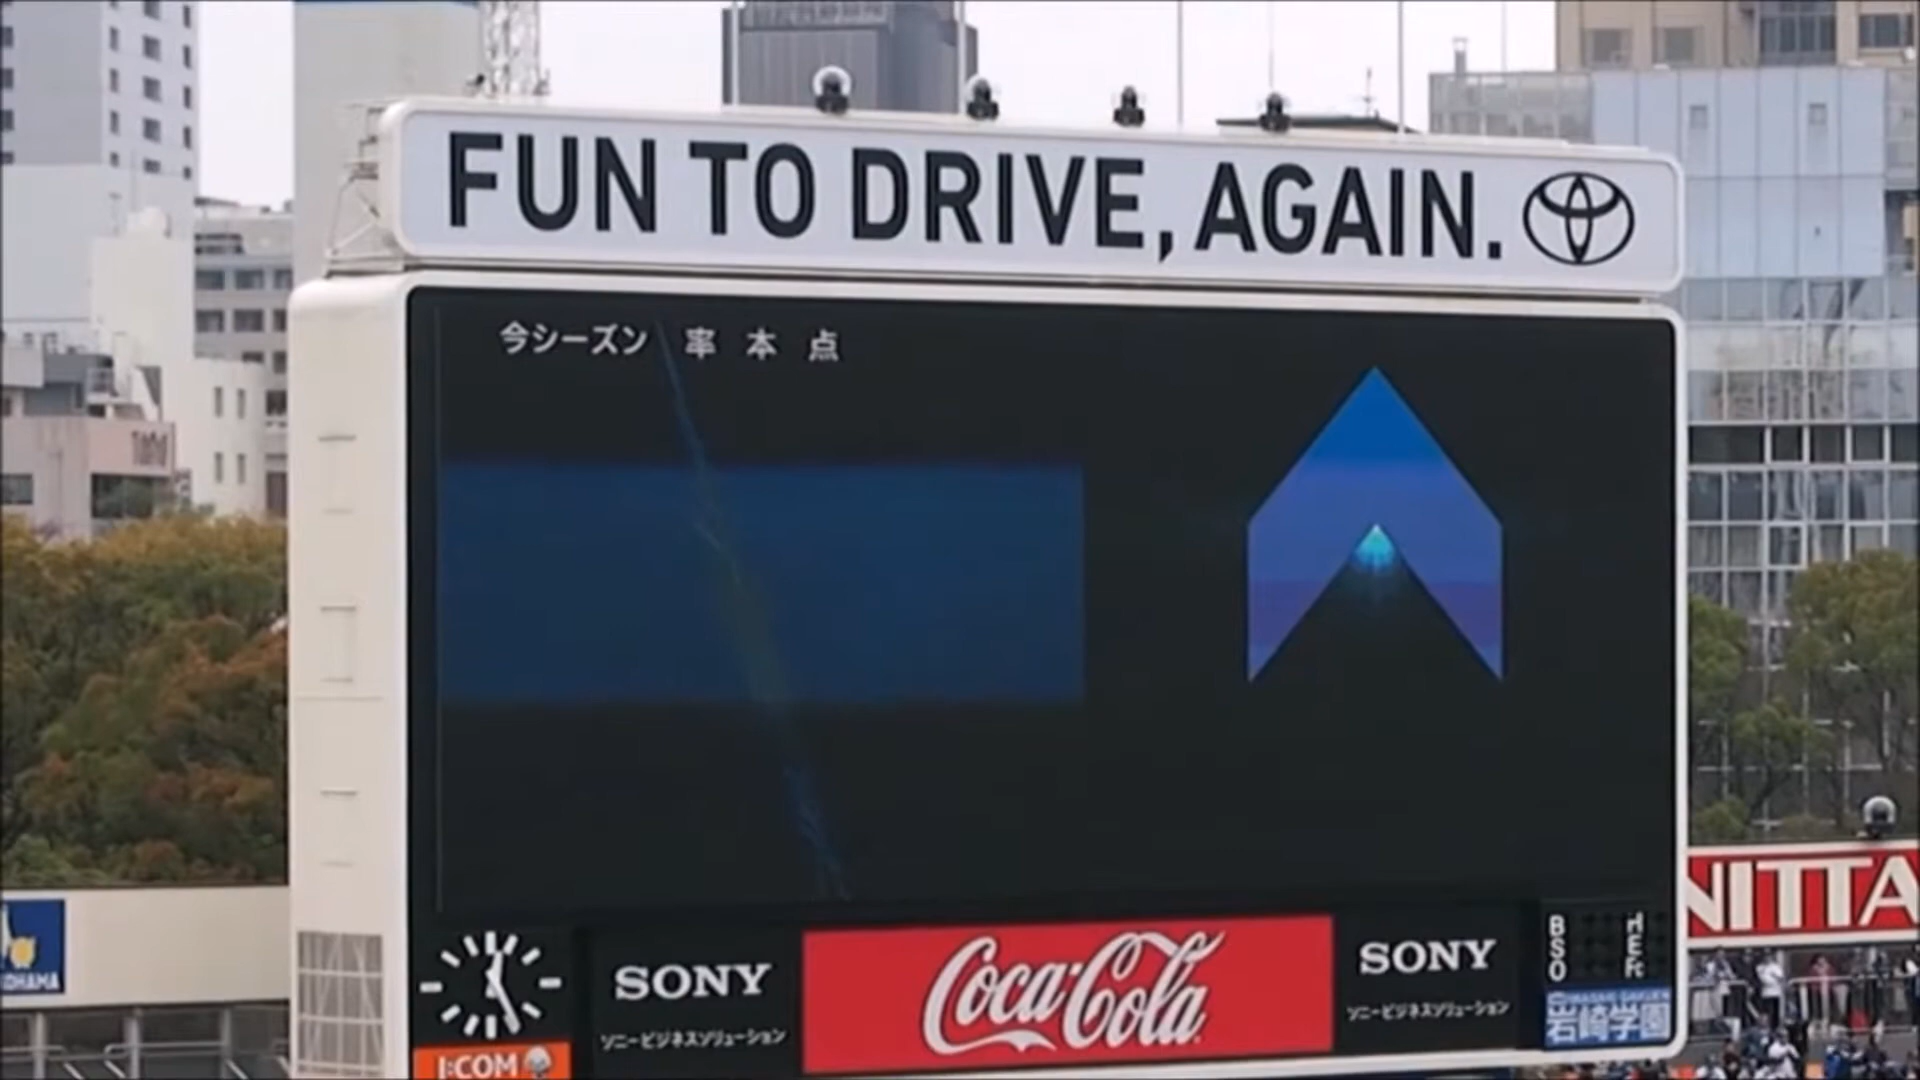 FUN TO DRIVE, AGAIN.
今シーズン 率 本 点
SONY
ソニービジネスソリューション
Coca-Cola
SONY
ソニービジネスソリューション
B
S
O
H
E
岩崎学園
J:COM
NITTA